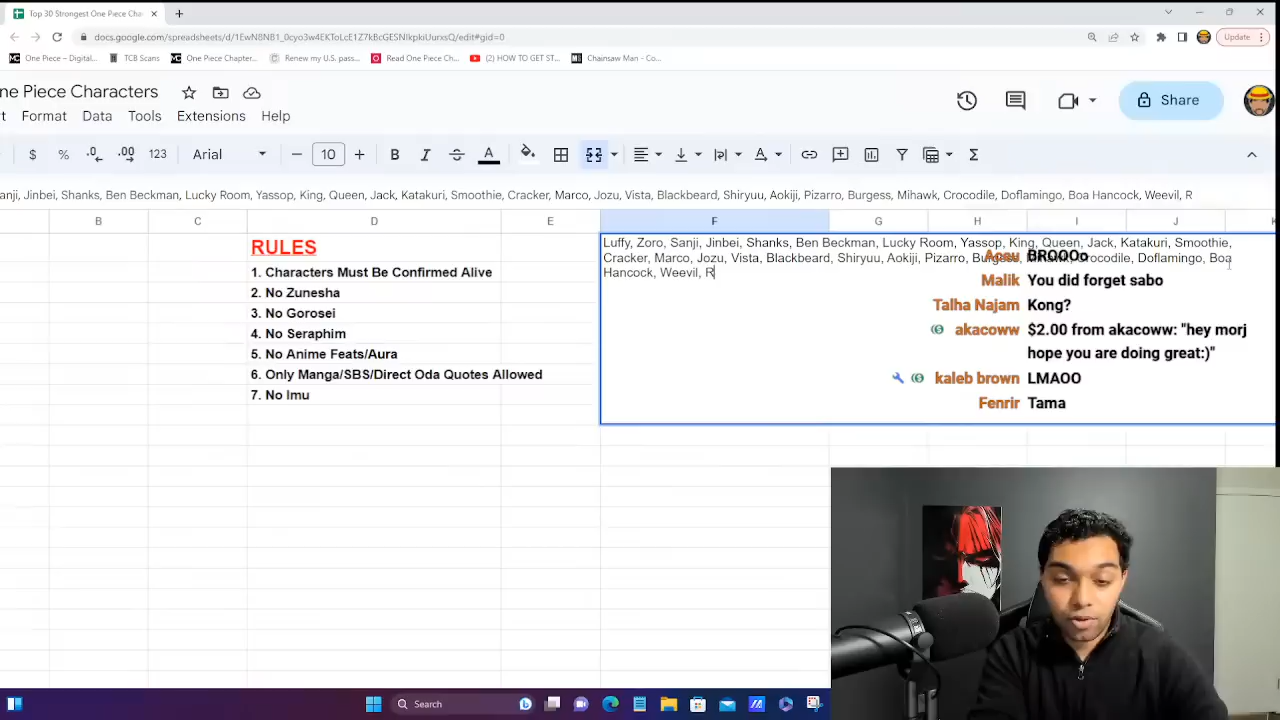 Top 30 Strongest One Piece Char
docs.google.com/spreadsheets/d/1EwN8N81_0cyo3w4EKToLcE1Z7kBcGESNIkpkiUurxsQ/edit#gid=0
Update
One Piece – Digital...
TCB Scans
One Piece Chapter...
Renew my U.S. pass...
Read One Piece Ch...
(2) HOW TO GET ST...
Chainsaw Man - Co...
ne Piece Characters
Share
t Format Data Tools Extensions Help
$ % .0 .00 123 Arial 10 B I A
anji, Jinbei, Shanks, Ben Beckman, Lucky Room, Yassop, King, Queen, Jack, Katakuri, Smoothie, Cracker, Marco, Jozu, Vista, Blackbeard, Shiryuu, Aokiji, Pizarro, Burgess, Mihawk, Crocodile, Doflamingo, Boa Hancock, Weevil, R
B C D E F G H I J
RULES
1. Characters Must Be Confirmed Alive
2. No Zunesha
3. No Gorosei
4. No Seraphim
5. No Anime Feats/Aura
6. Only Manga/SBS/Direct Oda Quotes Allowed
7. No Imu
Luffy, Zoro, Sanji, Jinbei, Shanks, Ben Beckman, Lucky Room, Yassop, King, Queen, Jack, Katakuri, Smoothie,
Cracker, Marco, Jozu, Vista, Blackbeard, Shiryuu, Aokiji, Pizarro, Burgess, Mihawk, Crocodile, Doflamingo, Boa
Hancock, Weevil, R
BROOOo
Malik You did forget sabo
Talha Najam Kong?
akacoww $2.00 from akacoww: "hey morj
hope you are doing great:)"
kaleb brown LMAOO
Fenrir Tama
Search